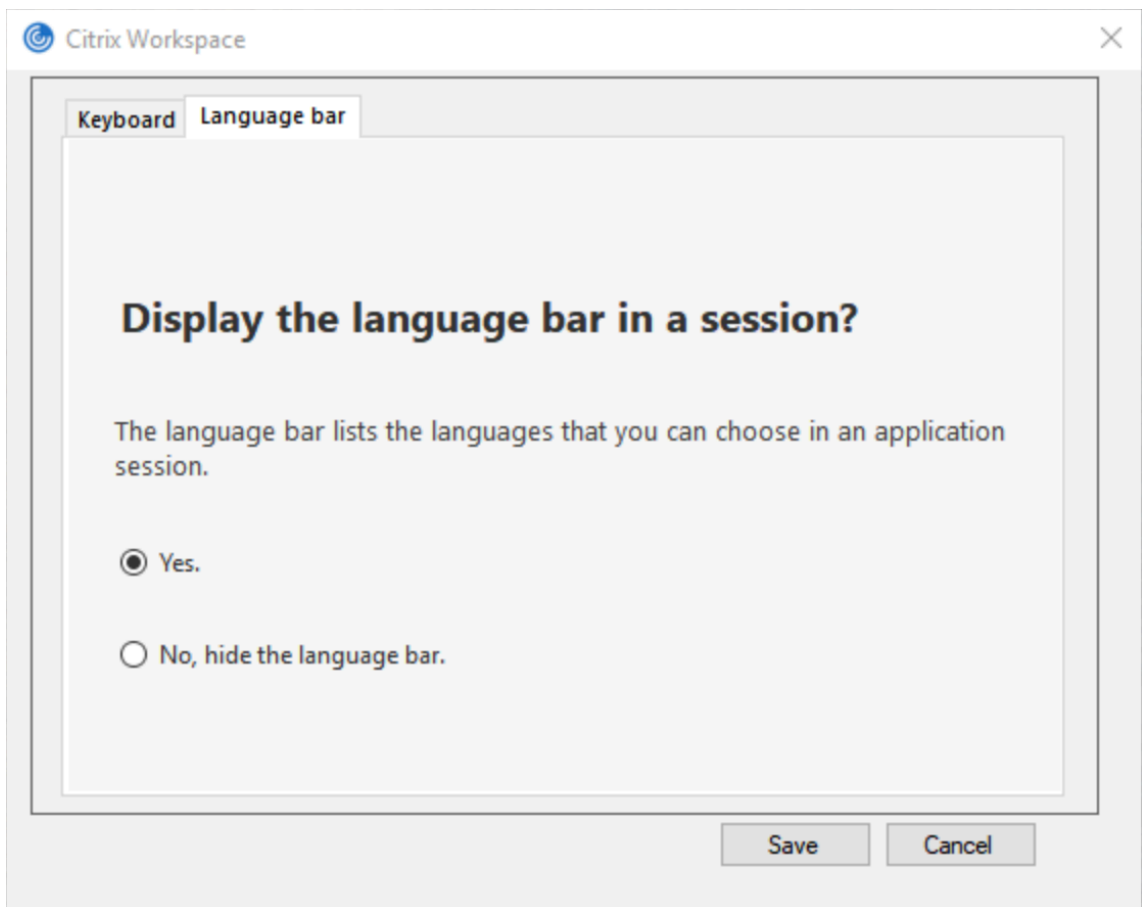 Citrix Workspace
Keyboard
Language bar
Display the language bar in a session?
The language bar lists the languages that you can choose in an application
session.
Yes.
No, hide the language bar.
Save
Cancel